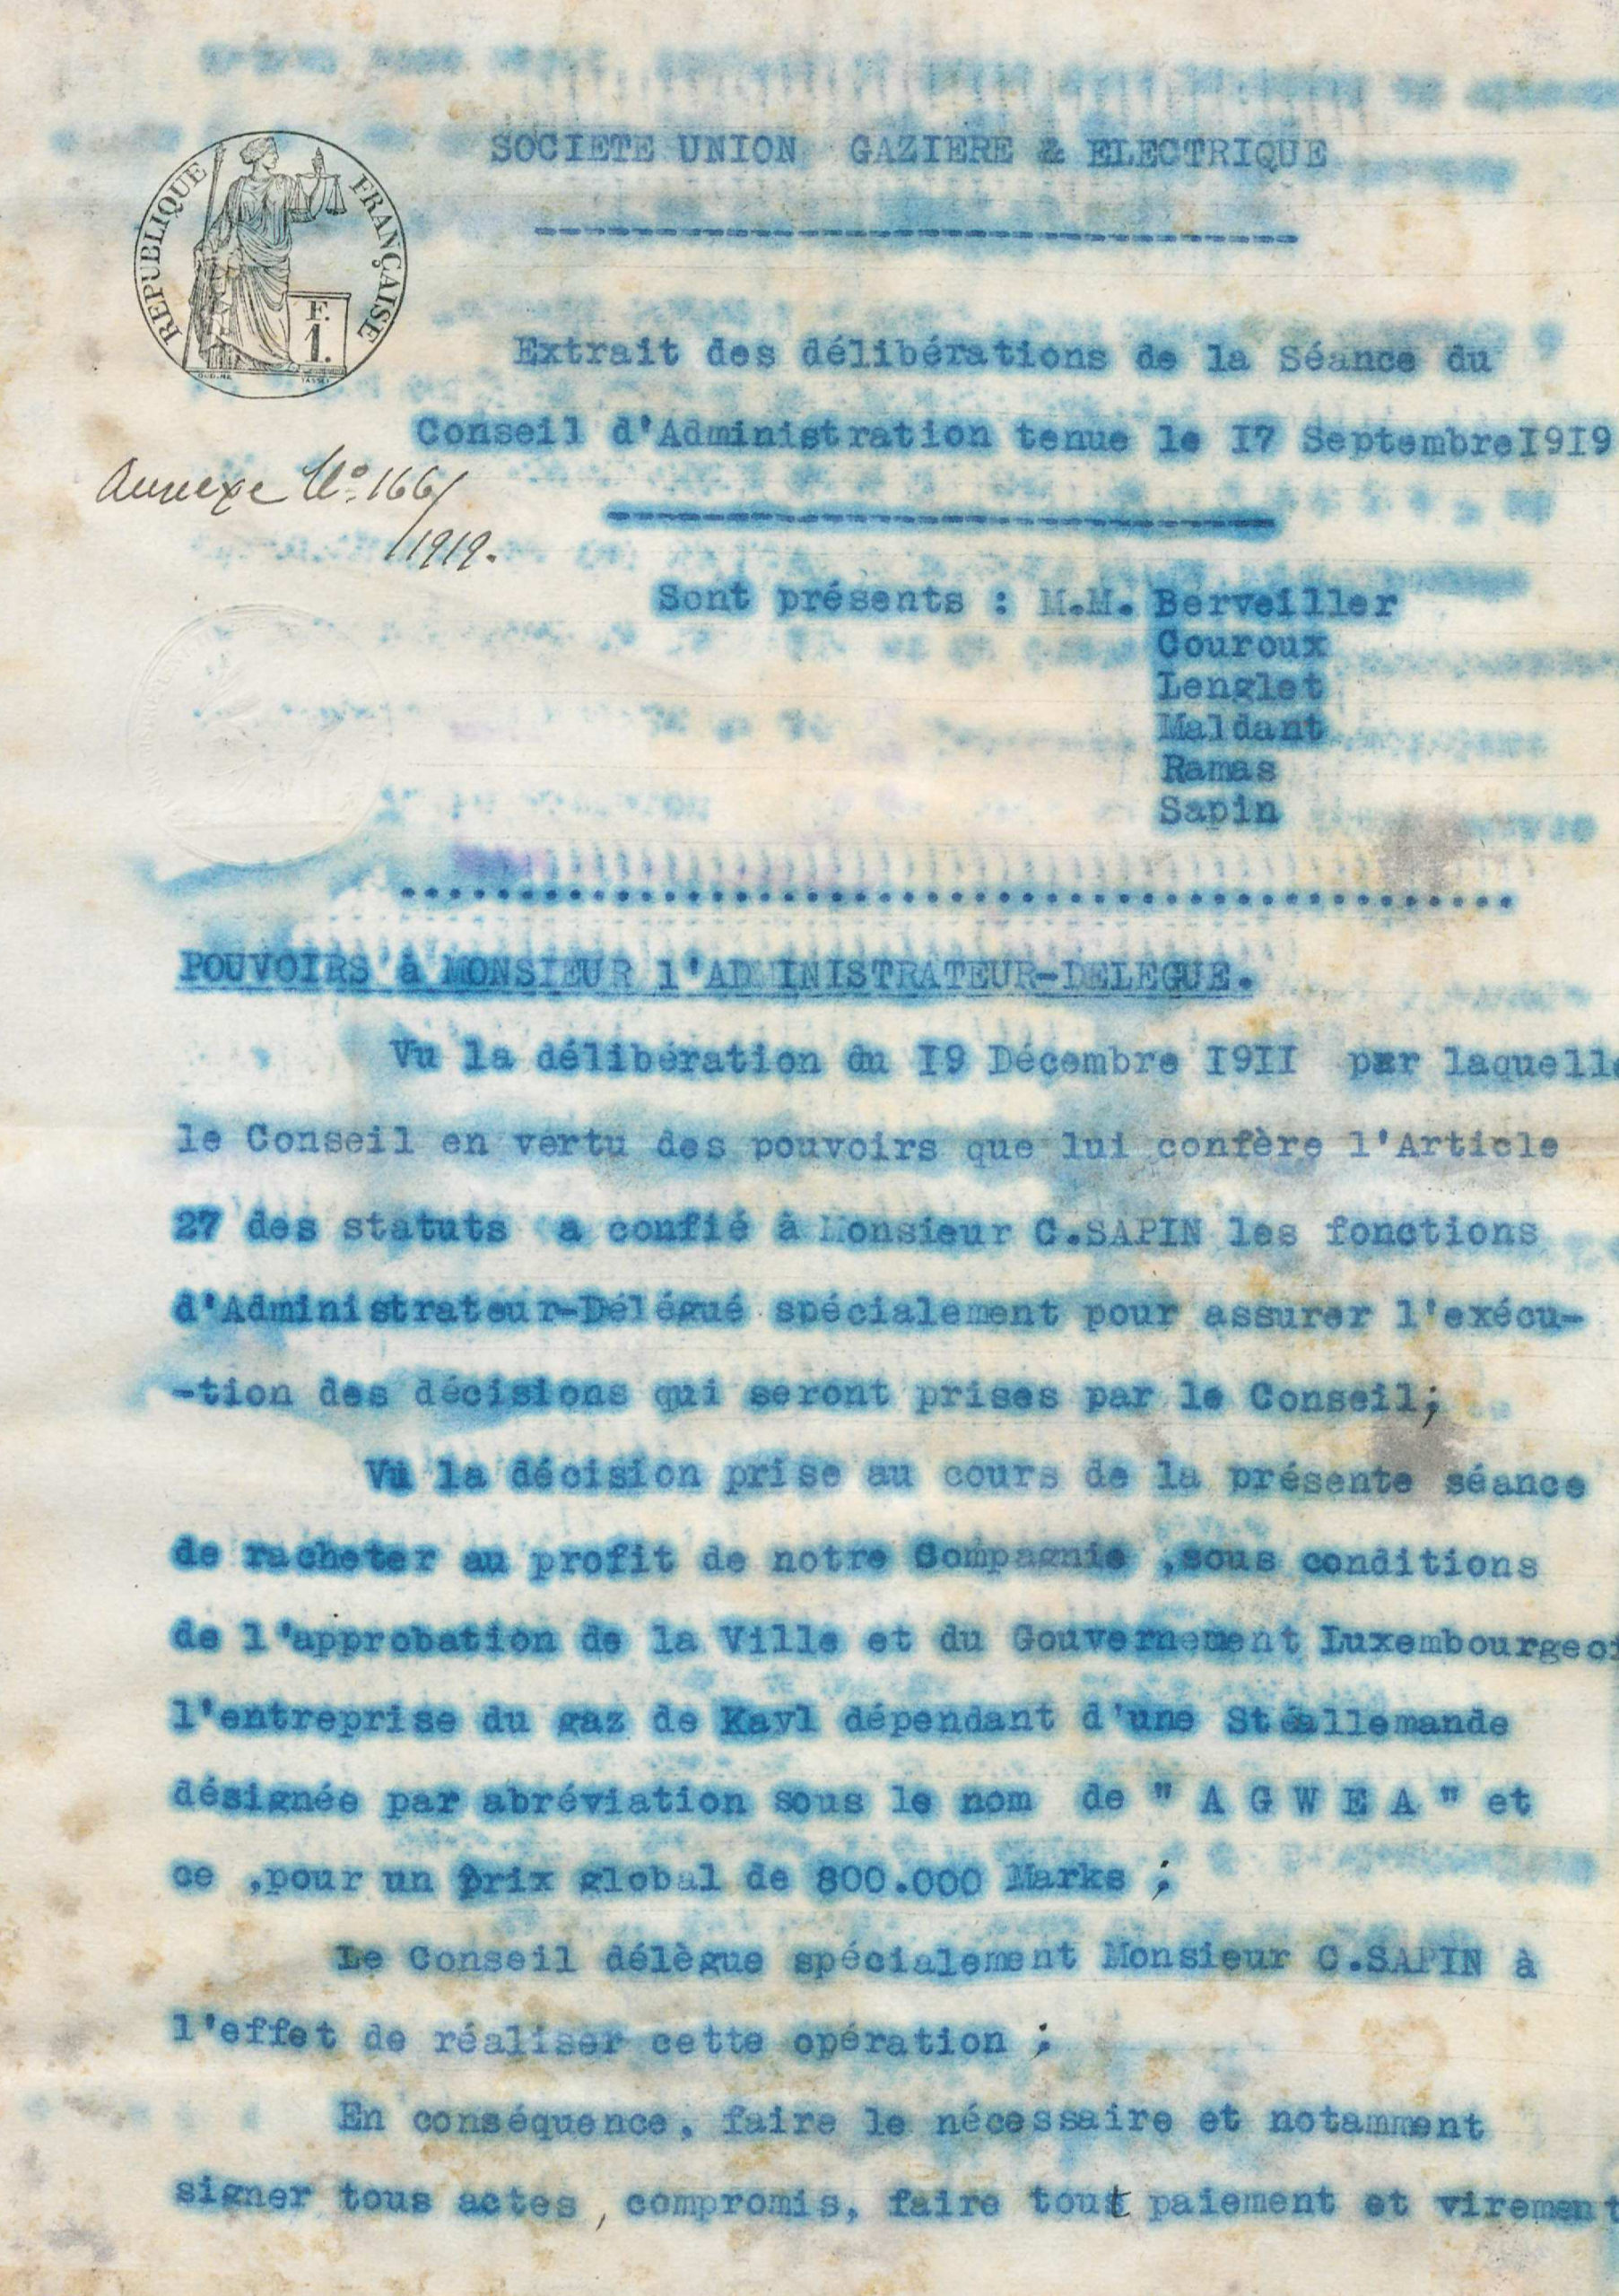 SOCIETE UNION GAZIERE & ELECTRIQUE
REPUBLIQUE FRANÇAISE
F.
1.
Extrait des délibérations de la Séance du
Conseil d'Administration tenue le I7 Septembre I9I9
Annexe No. 166/
/1919.
Sont présents : M.M. Berveiller
Couroux
Lenglet
Maldant
Ramas
Sapin
POUVOIRS à MONSIEUR l'ADMINISTRATEUR-DELEGUE.
Vu la délibération du I9 Décembre I9II par laquelle
le Conseil en vertu des pouvoirs que lui confère l'Article
27 des statuts a confié à Monsieur C.SAPIN les fonctions
d'Administrateur-Délégué spécialement pour assurer l'exécu-
-tion des décisions qui seront prises par le Conseil;
Vu la décision prise au cours de la présente séance
de racheter au profit de notre Compagnie ,sous conditions
de l'approbation de la Ville et du Gouvernement Luxembourgeoi
l'entreprise du gaz de Kayl dépendant d'une Sté allemande
désignée par abréviation sous le nom de " A G W E A " et
ce ,pour un prix global de 800.000 Marks ;
Le Conseil délègue spécialement Monsieur C.SAPIN à
l'effet de réaliser cette opération ;
En conséquence, faire le nécessaire et notamment
signer tous actes, compromis, faire tout paiement et virement